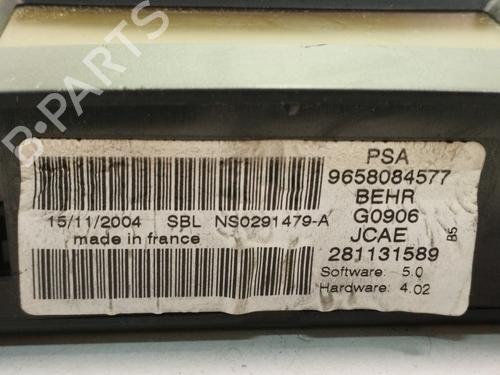 B-PARTS
PSA
9658084577
BEHR
G0906
JCAE
281131589
B5
Software: 5.0
Hardware: 4.02
15/11/2004 SBL NS0291479-A
made in france